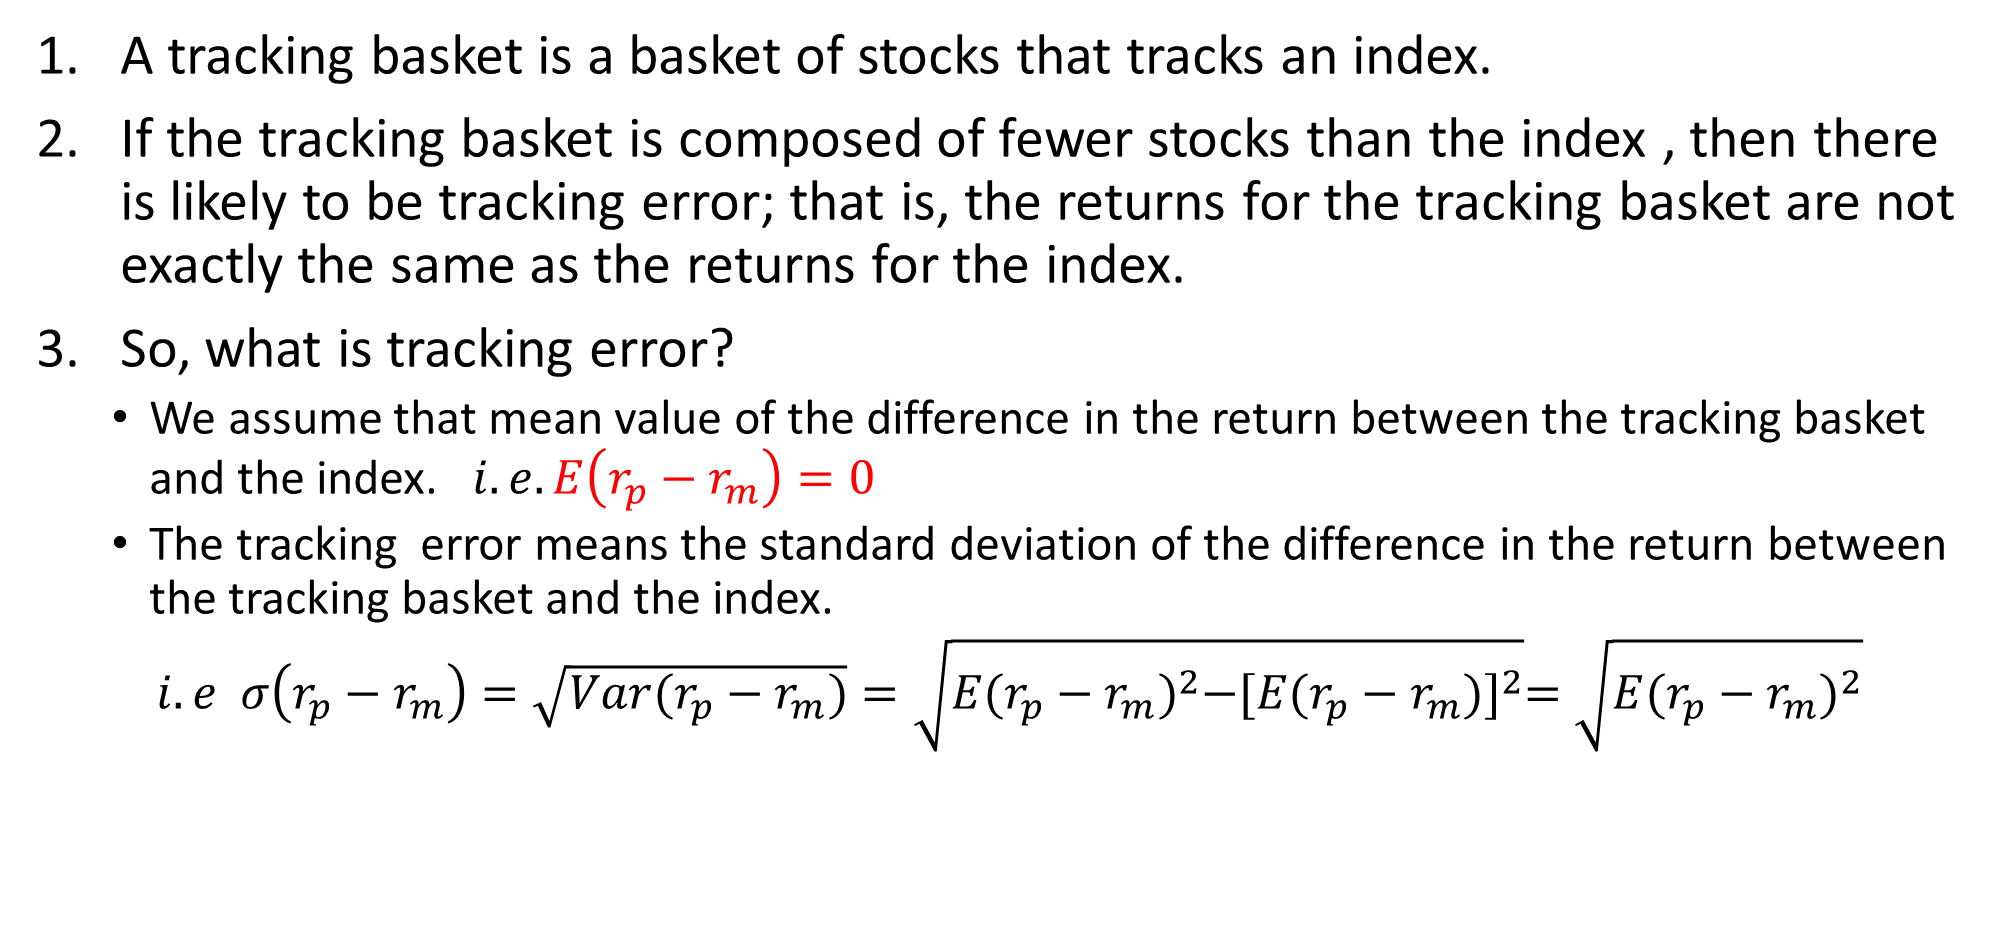 1. A tracking basket is a basket of stocks that tracks an index.
2. If the tracking basket is composed of fewer stocks than the index , then there
is likely to be tracking error; that is, the returns for the tracking basket are not
exactly the same as the returns for the index.
3. So, what is tracking error?
• We assume that mean value of the difference in the return between the tracking basket
and the index. i.e. E(r_p − r_m) = 0
• The tracking error means the standard deviation of the difference in the return between
the tracking basket and the index.
i.e σ(r_p − r_m) = √Var(r_p − r_m) = √E(r_p − r_m)²−[E(r_p − r_m)]² = √E(r_p − r_m)²